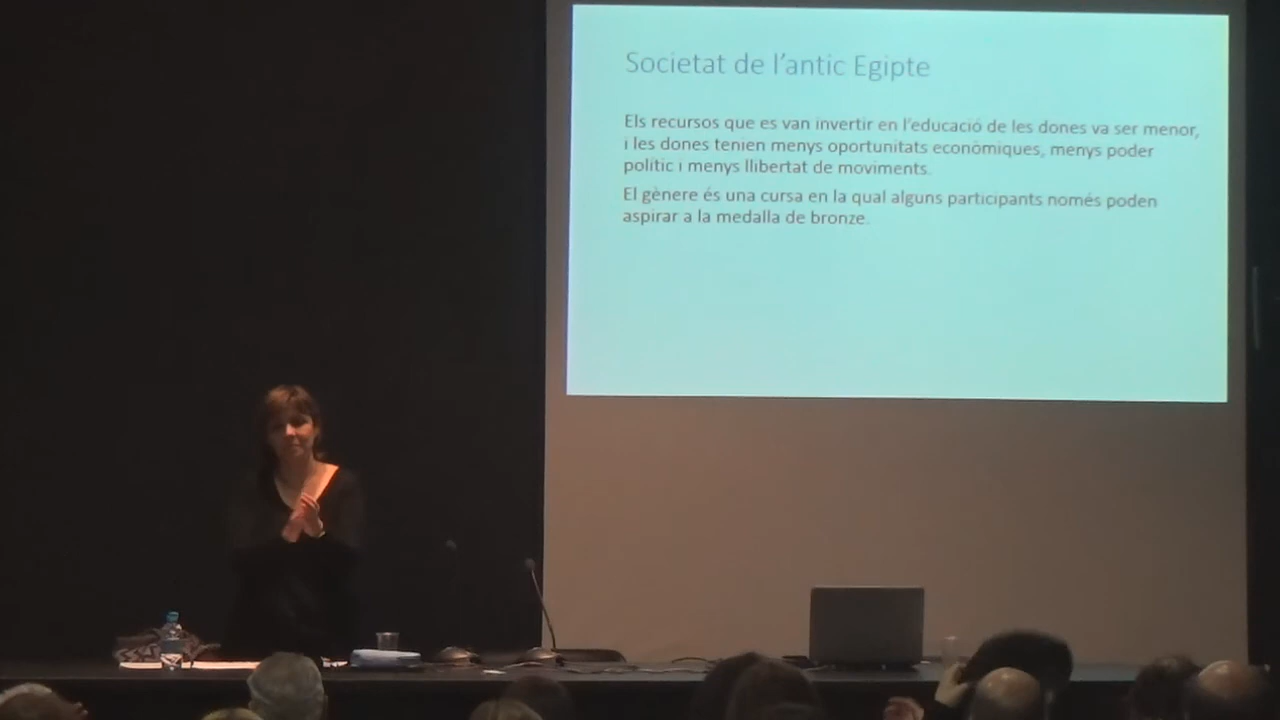 Societat de l'antic Egipte
Els recursos que es van invertir en l'educació de les dones va ser menor,
i les dones tenien menys oportunitats econòmiques, menys poder
polític i menys llibertat de moviments.
El gènere és una cursa en la qual alguns participants només poden
aspirar a la medalla de bronze.